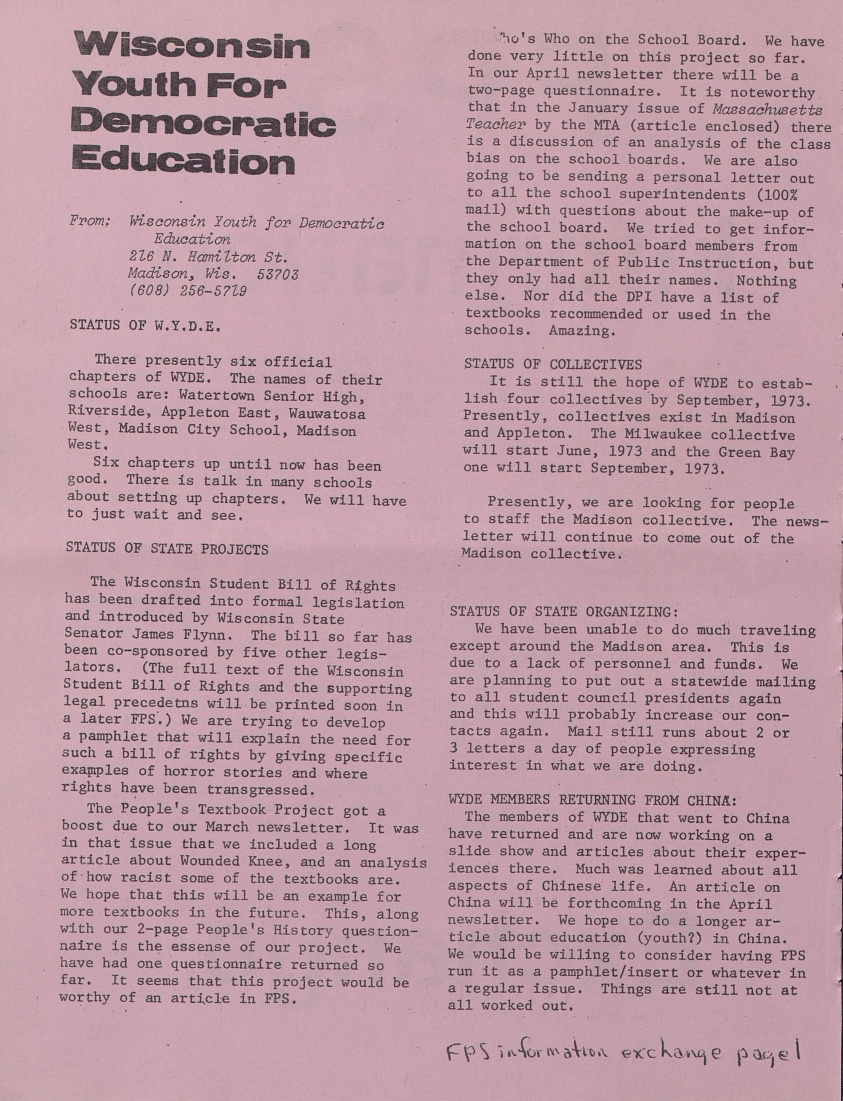 Wisconsin
Youth For
Democratic
Education
From: Wisconsin Youth for Democratic
Education
216 N. Hamilton St.
Madison, Wis. 53703
(608) 256-5719
STATUS OF W.Y.D.E.
There presently six official
chapters of WYDE. The names of their
schools are: Watertown Senior High,
Riverside, Appleton East, Wauwatosa
West, Madison City School, Madison
West.
Six chapters up until now has been
good. There is talk in many schools
about setting up chapters. We will have
to just wait and see.
STATUS OF STATE PROJECTS
The Wisconsin Student Bill of Rights
has been drafted into formal legislation
and introduced by Wisconsin State
Senator James Flynn. The bill so far has
been co-sponsored by five other legis-
lators. (The full text of the Wisconsin
Student Bill of Rights and the supporting
legal precedetns will be printed soon in
a later FPS.) We are trying to develop
a pamphlet that will explain the need for
such a bill of rights by giving specific
examples of horror stories and where
rights have been transgressed.
The People's Textbook Project got a
boost due to our March newsletter. It was
in that issue that we included a long
article about Wounded Knee, and an analysis
of how racist some of the textbooks are.
We hope that this will be an example for
more textbooks in the future. This, along
with our 2-page People's History question-
naire is the essense of our project. We
have had one questionnaire returned so
far. It seems that this project would be
worthy of an article in FPS.
Who's Who on the School Board. We have
done very little on this project so far.
In our April newsletter there will be a
two-page questionnaire. It is noteworthy
that in the January issue of Massachusetts
Teacher by the MTA (article enclosed) there
is a discussion of an analysis of the class
bias on the school boards. We are also
going to be sending a personal letter out
to all the school superintendents (100%
mail) with questions about the make-up of
the school board. We tried to get infor-
mation on the school board members from
the Department of Public Instruction, but
they only had all their names. Nothing
else. Nor did the DPI have a list of
textbooks recommended or used in the
schools. Amazing.
STATUS OF COLLECTIVES
It is still the hope of WYDE to estab-
lish four collectives by September, 1973.
Presently, collectives exist in Madison
and Appleton. The Milwaukee collective
will start June, 1973 and the Green Bay
one will start September, 1973.
Presently, we are looking for people
to staff the Madison collective. The news-
letter will continue to come out of the
Madison collective.
STATUS OF STATE ORGANIZING:
We have been unable to do much traveling
except around the Madison area. This is
due to a lack of personnel and funds. We
are planning to put out a statewide mailing
to all student council presidents again
and this will probably increase our con-
tacts again. Mail still runs about 2 or
3 letters a day of people expressing
interest in what we are doing.
WYDE MEMBERS RETURNING FROM CHINA:
The members of WYDE that went to China
have returned and are now working on a
slide show and articles about their exper-
iences there. Much was learned about all
aspects of Chinese life. An article on
China will be forthcoming in the April
newsletter. We hope to do a longer ar-
ticle about education (youth?) in China.
We would be willing to consider having FPS
run it as a pamphlet/insert or whatever in
a regular issue. Things are still not at
all worked out.
FPS information exchange page 1